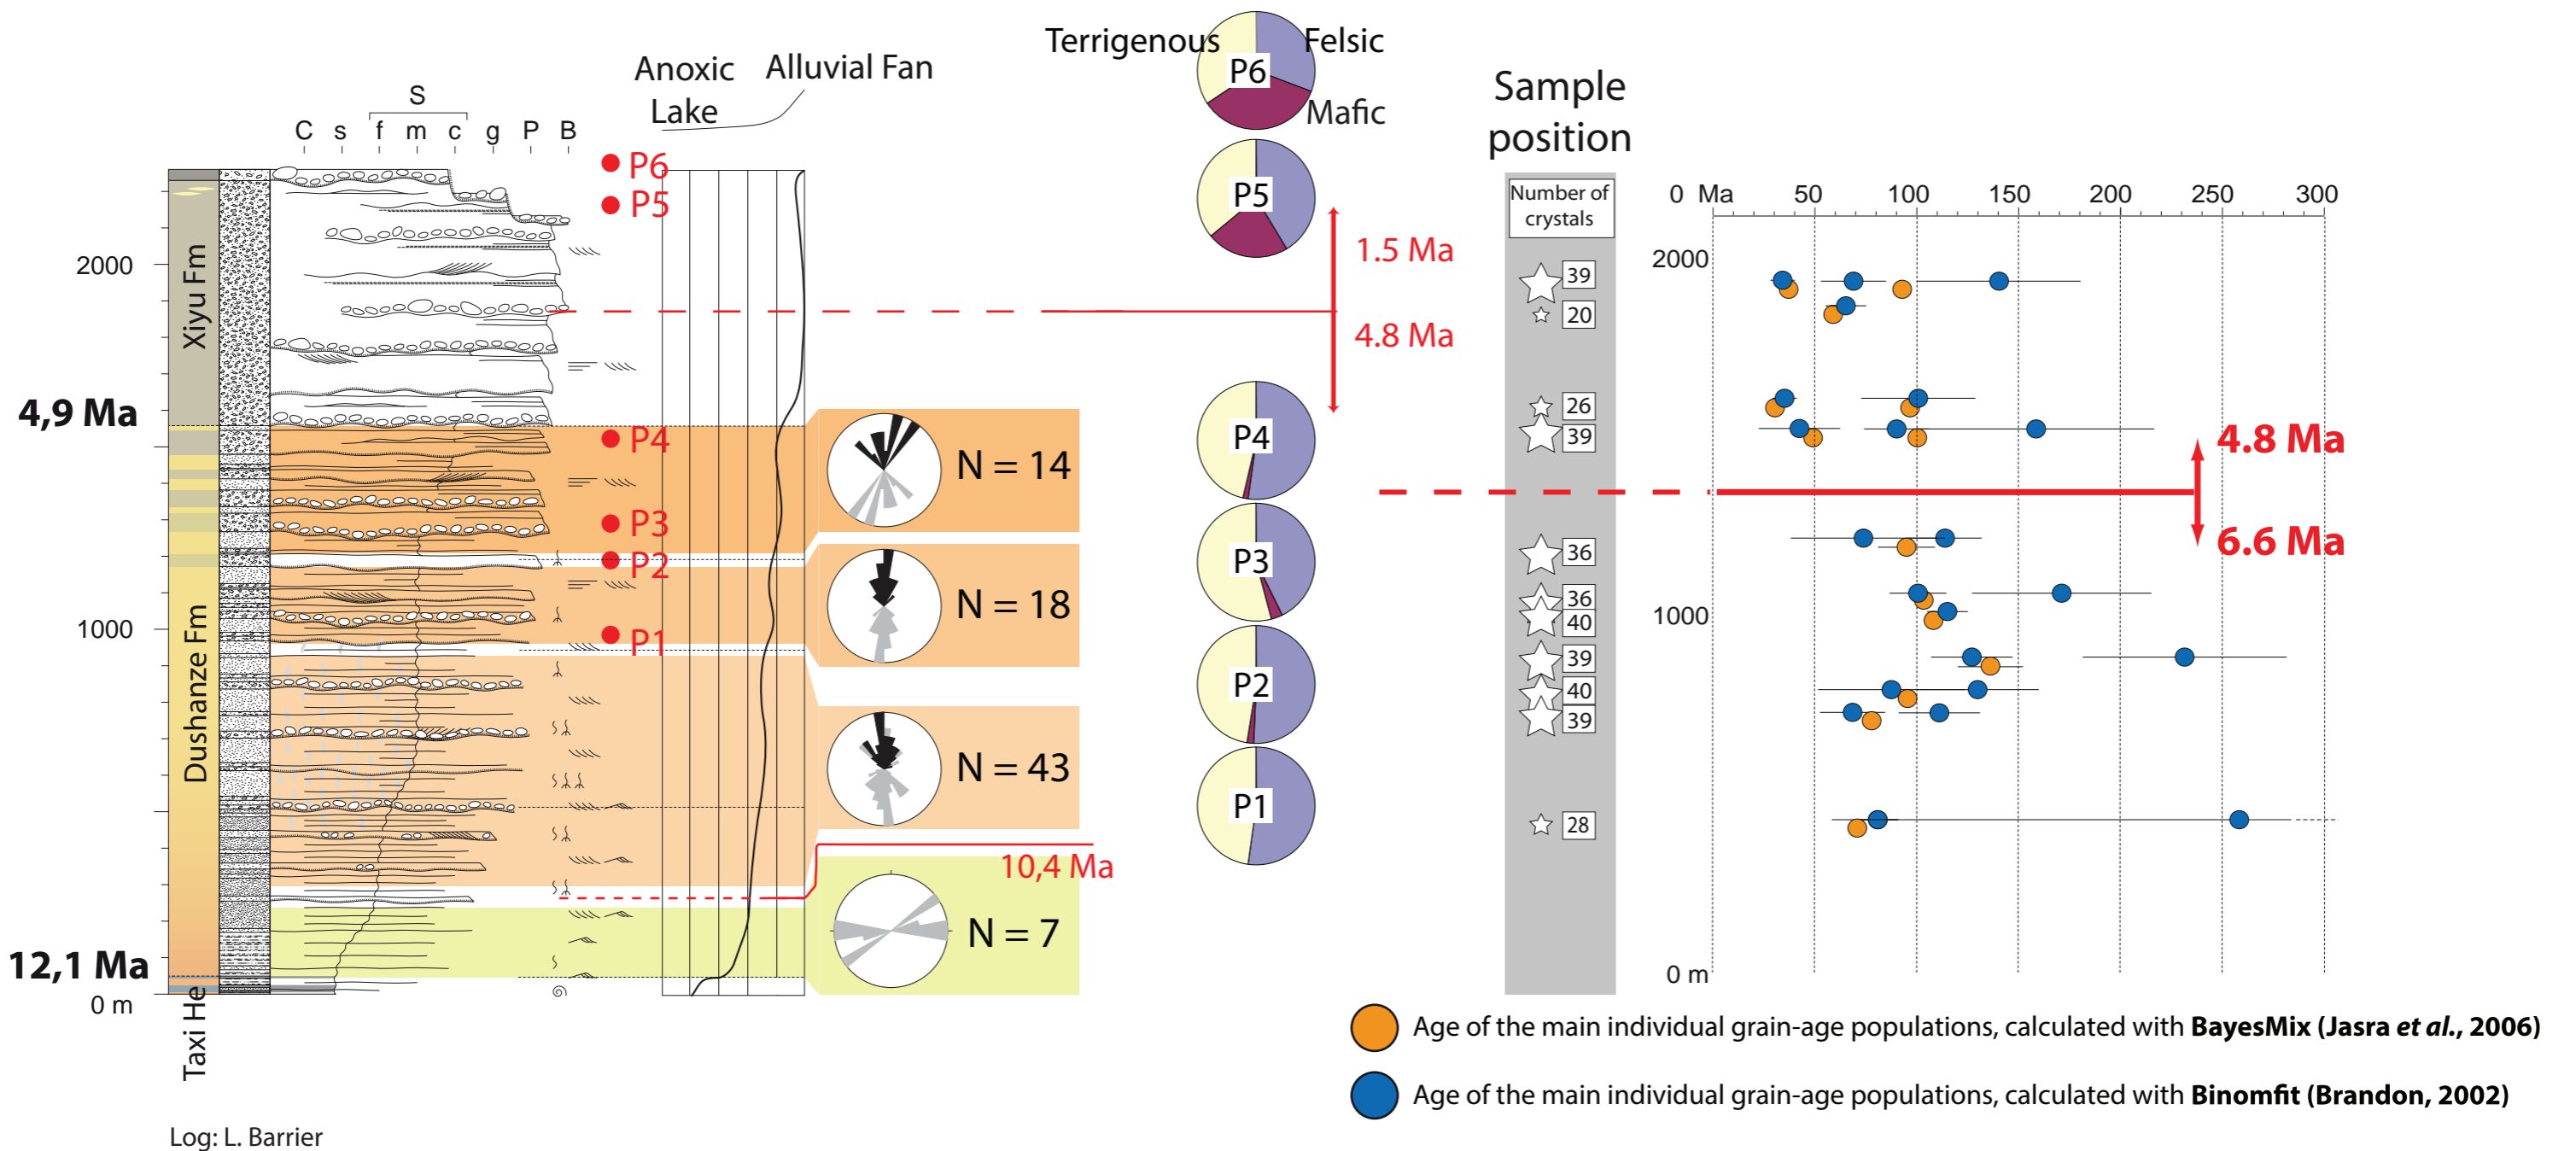 Terrigenous
Felsic
P6
Mafic
Anoxic
Lake
Alluvial Fan
Sample
position
S
C s f m c g P B
P6
P5
P5
Number of
crystals
0 Ma 50 100 150 200 250 300
2000
Xiyu Fm
1.5 Ma
4.8 Ma
2000
39
20
4,9 Ma
P4
N = 14
P4
26
39
4.8 Ma
6.6 Ma
P3
P2
P3
36
1000
Dushanze Fm
P1
N = 18
P2
36
40
1000
39
40
39
N = 43
P1
28
10,4 Ma
N = 7
12,1 Ma
0 m
0 m
Taxi He
Age of the main individual grain-age populations, calculated with BayesMix (Jasra et al., 2006)
Age of the main individual grain-age populations, calculated with Binomfit (Brandon, 2002)
Log: L. Barrier